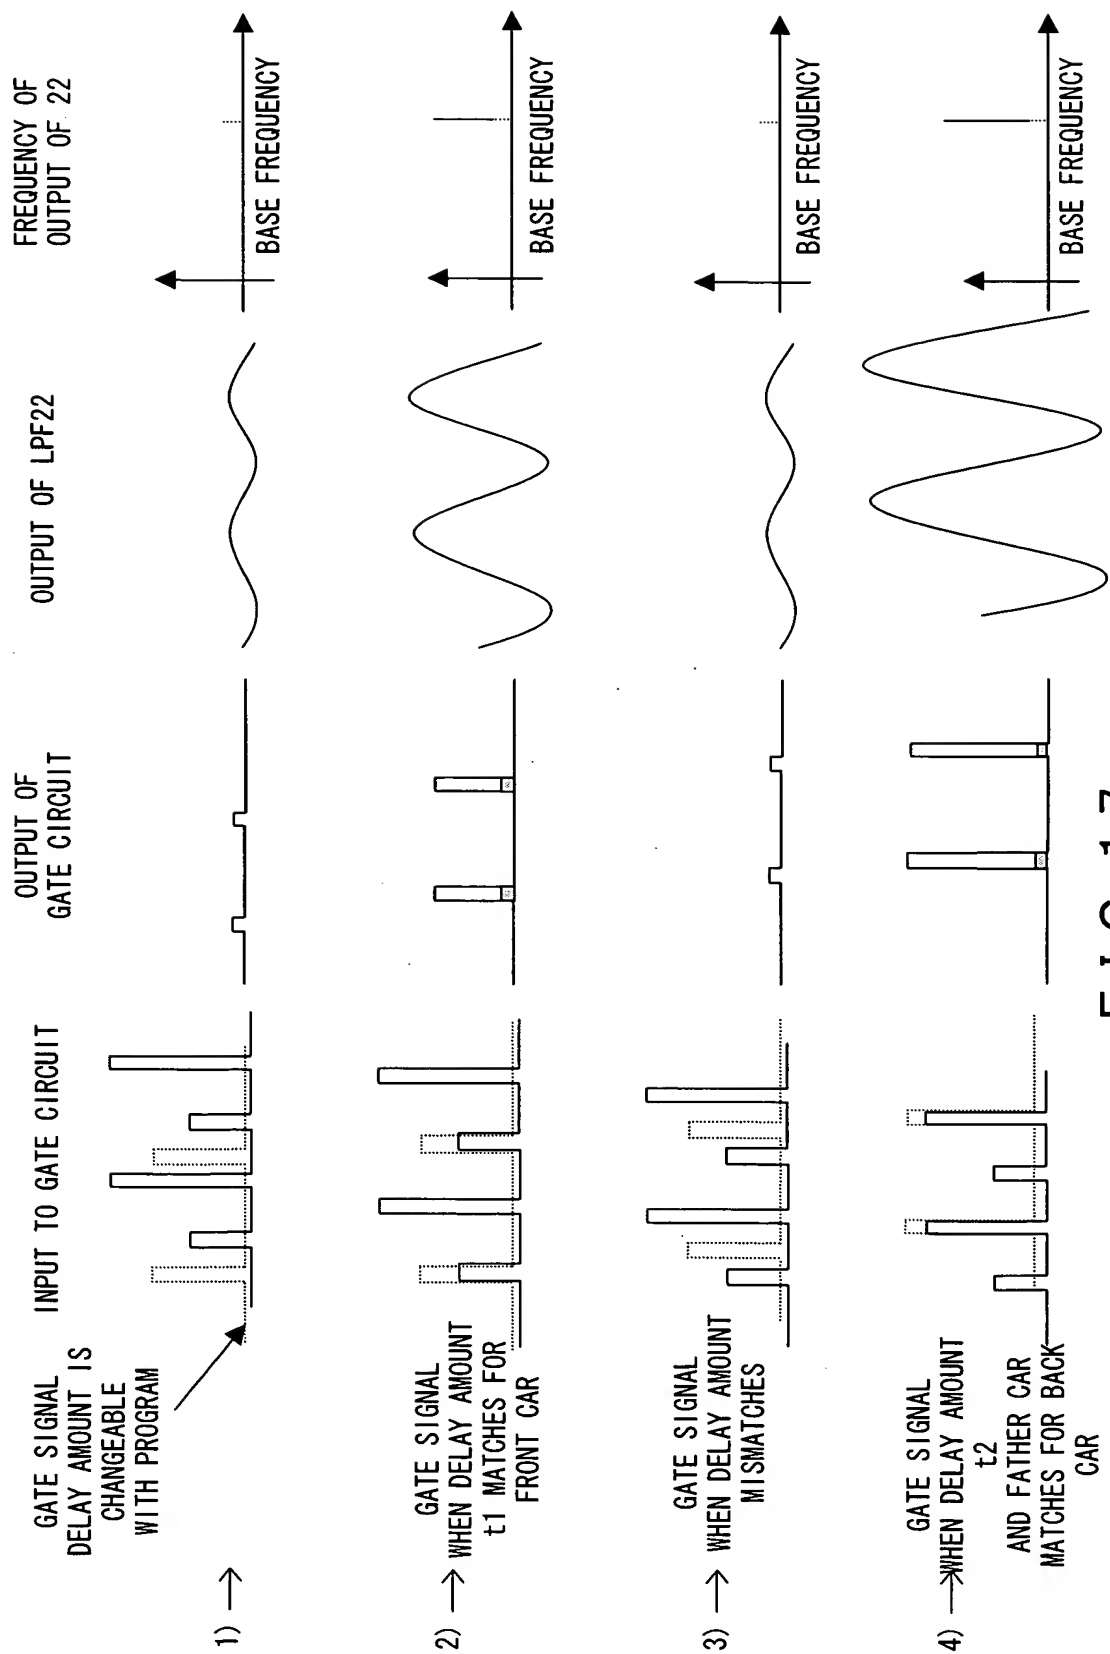 INPUT TO GATE CIRCUIT
OUTPUT OF
GATE CIRCUIT
OUTPUT OF LPF22
FREQUENCY OF
OUTPUT OF 22
1)
GATE SIGNAL
DELAY AMOUNT IS
CHANGEABLE
WITH PROGRAM
BASE FREQUENCY
2)
GATE SIGNAL
WHEN DELAY AMOUNT
t1 MATCHES FOR
FRONT CAR
BASE FREQUENCY
3)
GATE SIGNAL
WHEN DELAY AMOUNT
MISMATCHES
BASE FREQUENCY
4)
GATE SIGNAL
WHEN DELAY AMOUNT
t2
AND FATHER CAR
MATCHES FOR BACK
CAR
BASE FREQUENCY